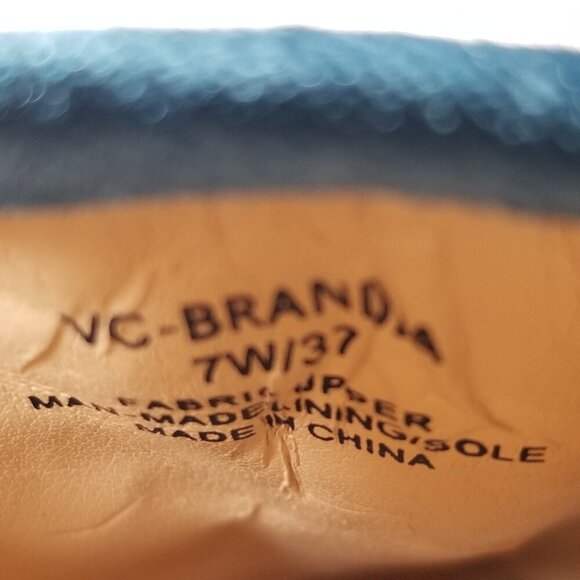 VC-BRANDIA
7W/37
FABRIC UPPER
MAN-MADE LINING/SOLE
MADE IN CHINA